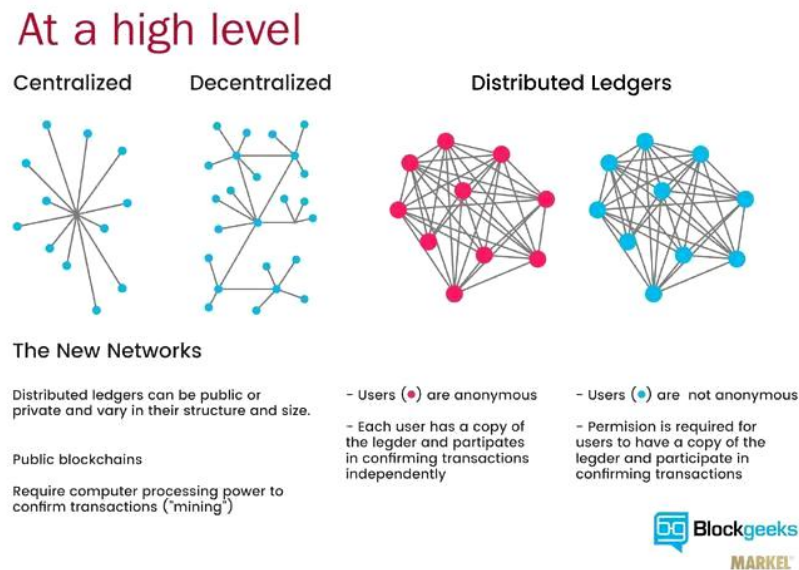 At a high level
Centralized
Decentralized
Distributed Ledgers
The New Networks
Distributed ledgers can be public or
private and vary in their structure and size.
Public blockchains
Require computer processing power to
confirm transactions ("mining")
- Users (●) are anonymous
- Each user has a copy of
the legder and partipates
in confirming transactions
independently
- Users (●) are not anonymous
- Permision is required for
users to have a copy of the
legder and participate in
confirming transactions
Blockgeeks
MARKEL